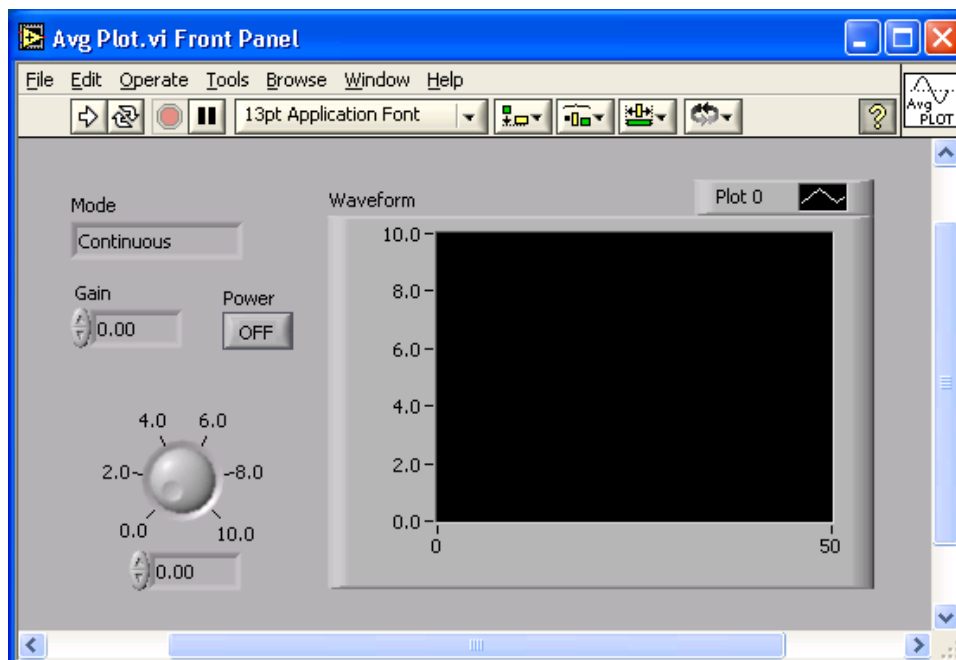 Avg Plot.vi Front Panel
File Edit Operate Tools Browse Window Help
13pt Application Font
?
Avg
PLOT
Mode
Continuous
Gain
0.00
Power
OFF
4.0 6.0
2.0 8.0
0.0 10.0
0.00
Waveform
Plot 0
10.0
8.0
6.0
4.0
2.0
0.0
0 50